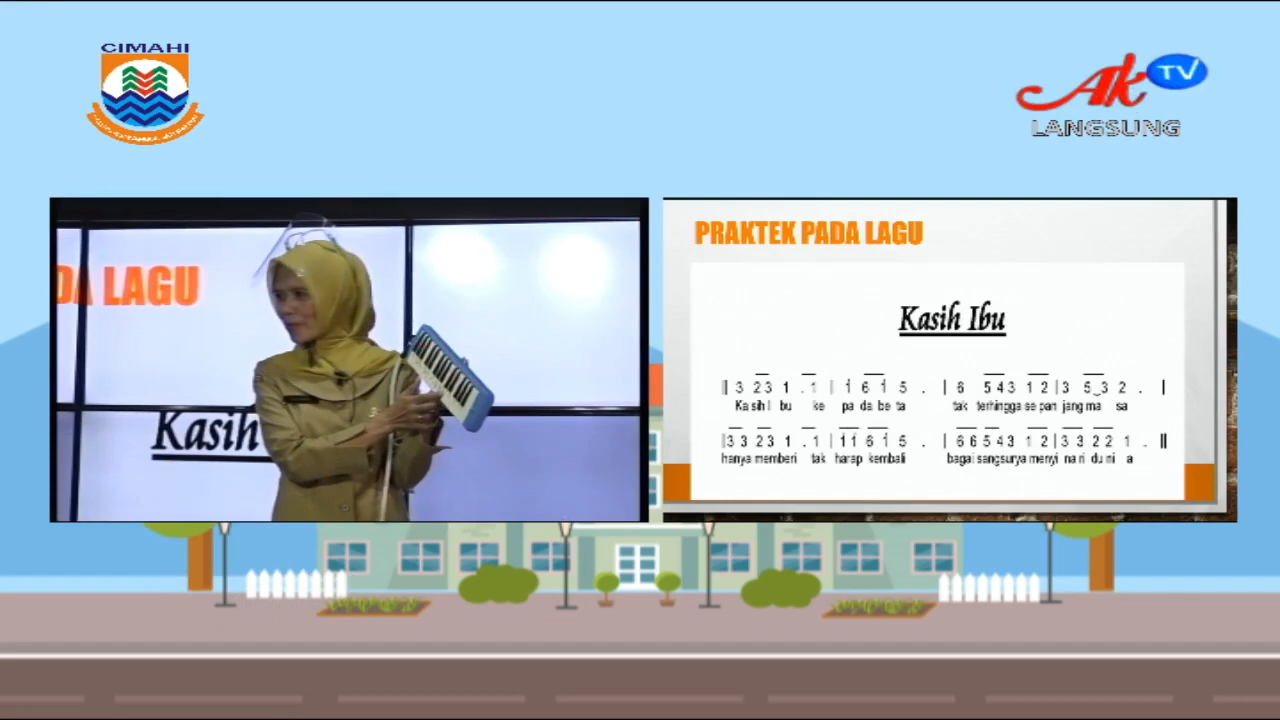 CIMAHI
Ak TV
LANGSUNG
DA LAGU
Kasih
PRAKTEK PADA LAGU
Kasih Ibu
|| 3 2 3 1 . 1 | 1 6 1 5 . | 6 5 4 3 1 2 | 3 5 3 2 . |
Ka sih I bu ke pa da be ta tak terhingga se pan jang ma sa
| 3 3 2 3 1 . 1 | 1 1 6 1 5 . | 6 6 5 4 3 1 2 | 3 3 2 2 1 . ||
hanya memberi tak harap kembali bagai sang surya menyi na ri du ni a